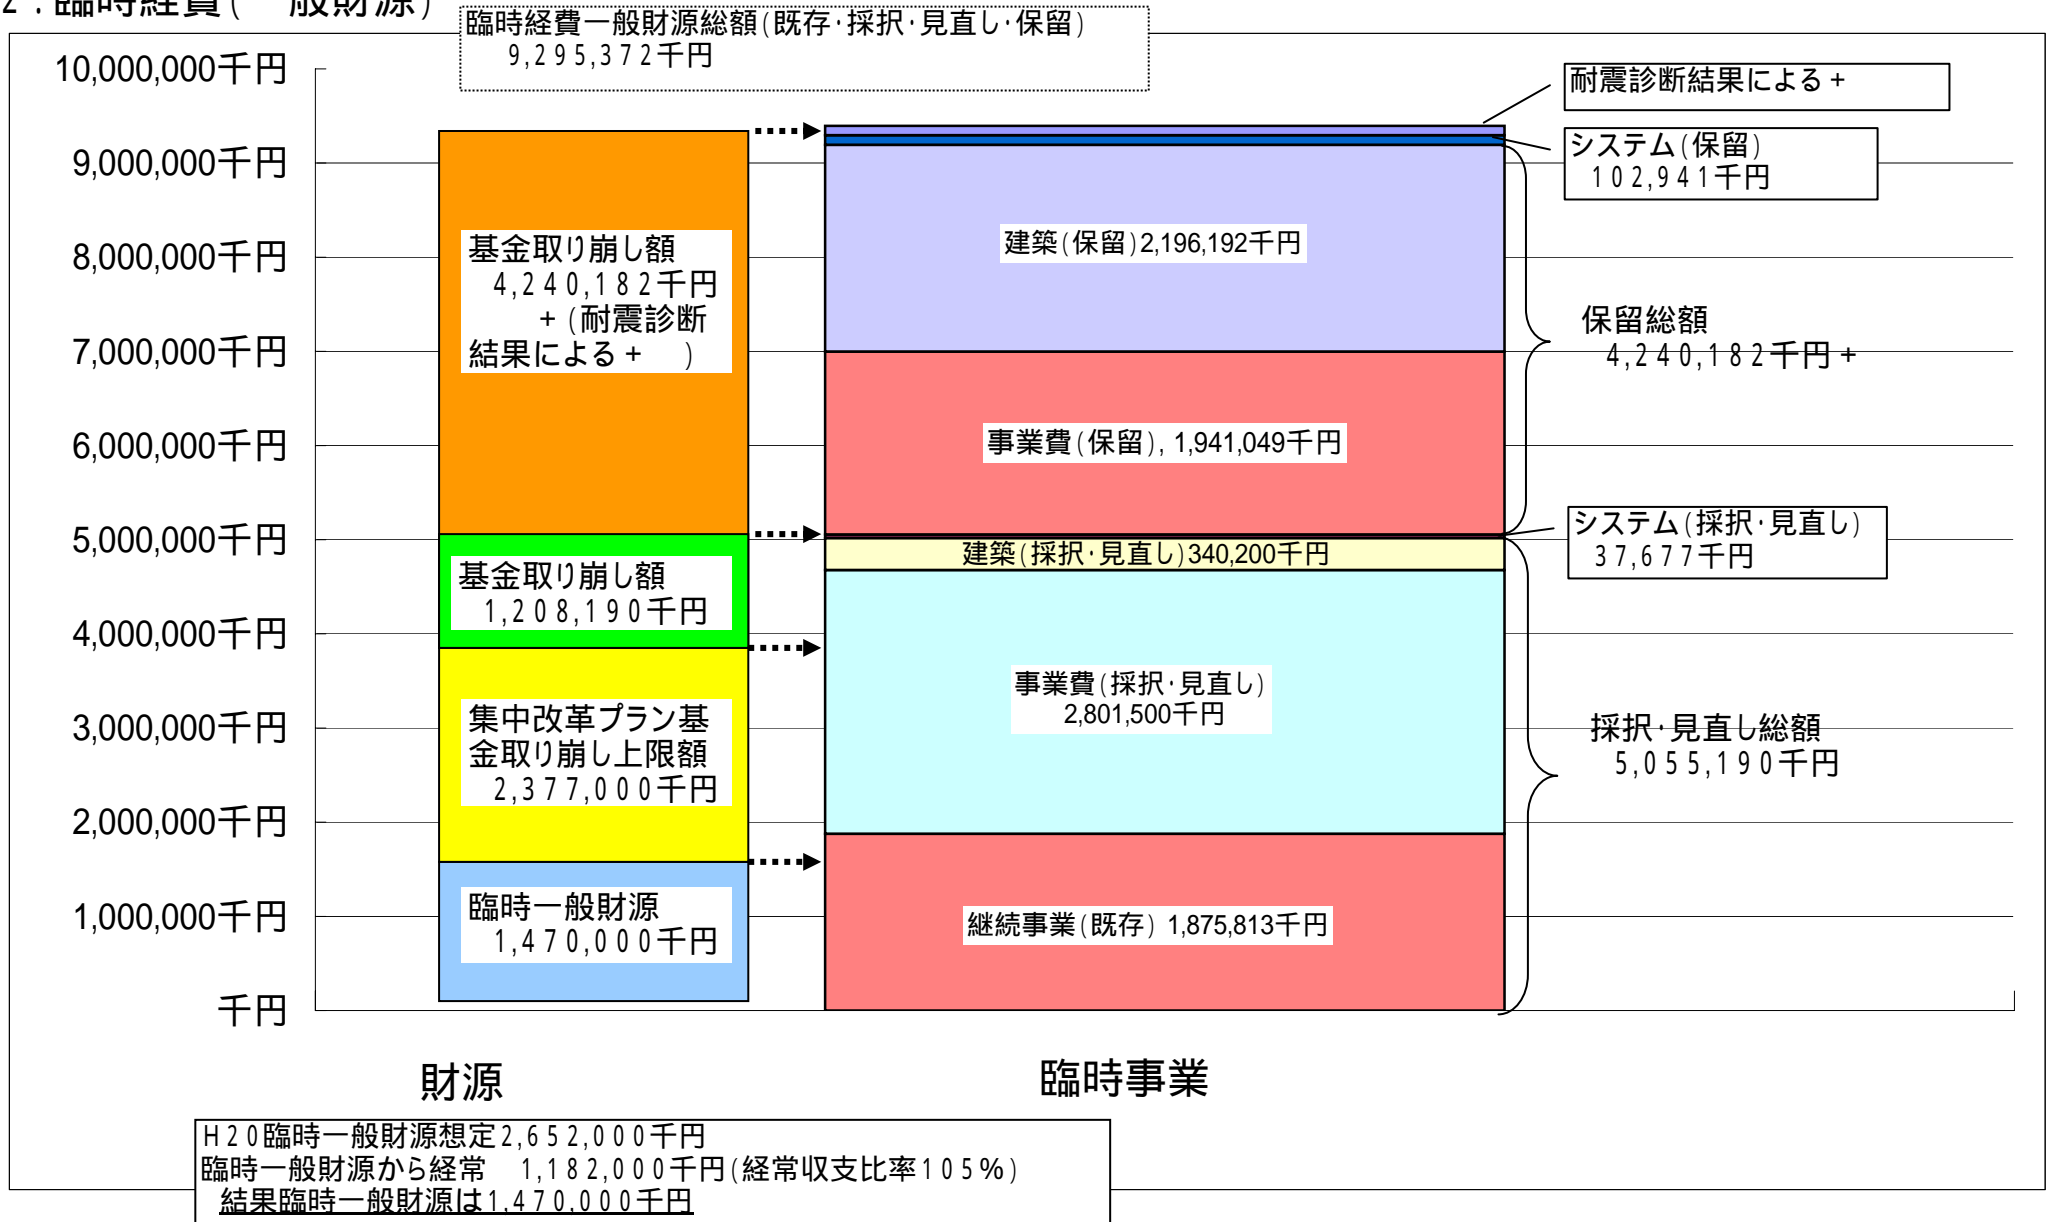 2.臨時経費(一般財源)
臨時経費一般財源総額(既存・採択・見直し・保留)
9,295,372千円
10,000,000千円
9,000,000千円
8,000,000千円
7,000,000千円
6,000,000千円
5,000,000千円
4,000,000千円
3,000,000千円
2,000,000千円
1,000,000千円
千円
基金取り崩し額
4,240,182千円
+(耐震診断
結果による+ )
基金取り崩し額
1,208,190千円
集中改革プラン基
金取り崩し上限額
2,377,000千円
臨時一般財源
1,470,000千円
建築(保留)2,196,192千円
事業費(保留), 1,941,049千円
建築(採択・見直し)340,200千円
事業費(採択・見直し)
2,801,500千円
継続事業(既存) 1,875,813千円
耐震診断結果による+
システム(保留)
102,941千円
保留総額
4,240,182千円+
システム(採択・見直し)
37,677千円
採択・見直し総額
5,055,190千円
財源
臨時事業
H20臨時一般財源想定2,652,000千円
臨時一般財源から経常 1,182,000千円(経常収支比率105%)
結果臨時一般財源は1,470,000千円